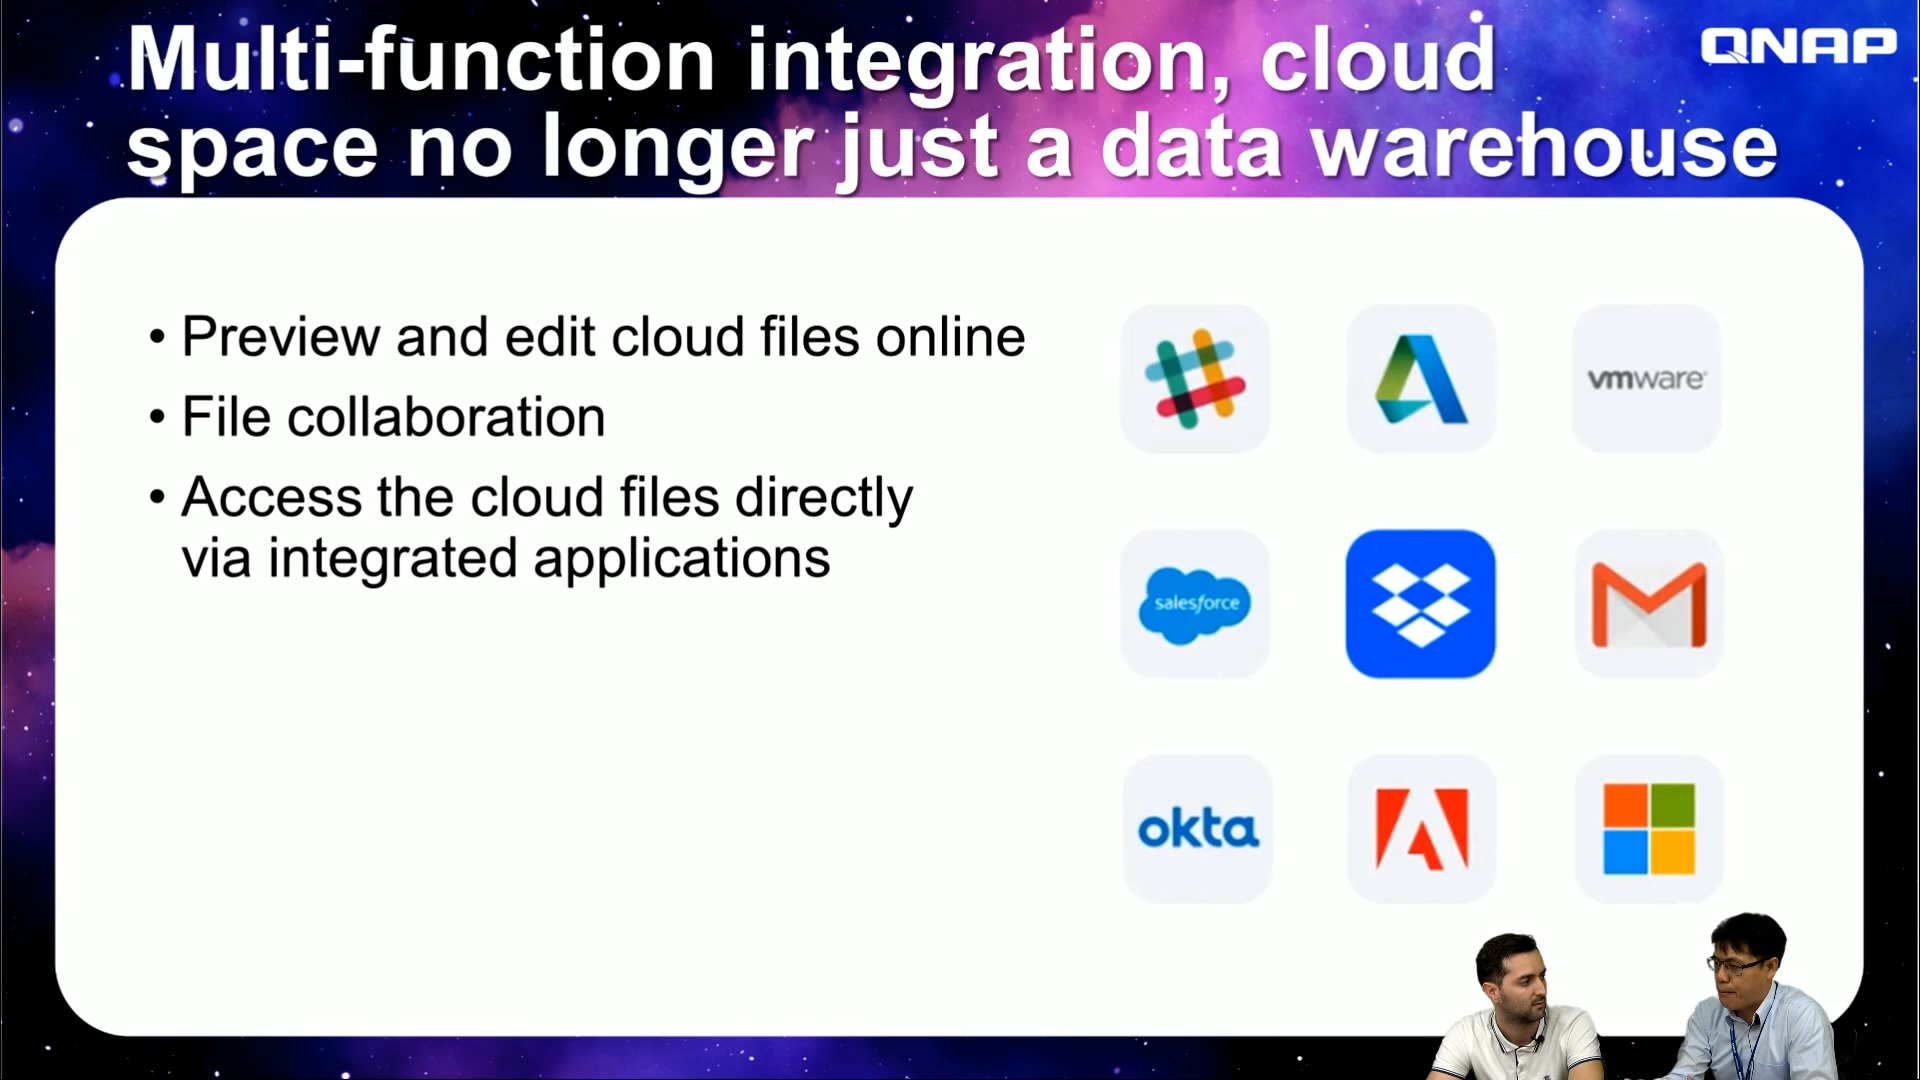 Multi-function integration, cloud
space no longer just a data warehouse
QNAP
• Preview and edit cloud files online
• File collaboration
• Access the cloud files directly
via integrated applications
vmware
salesforce
okta